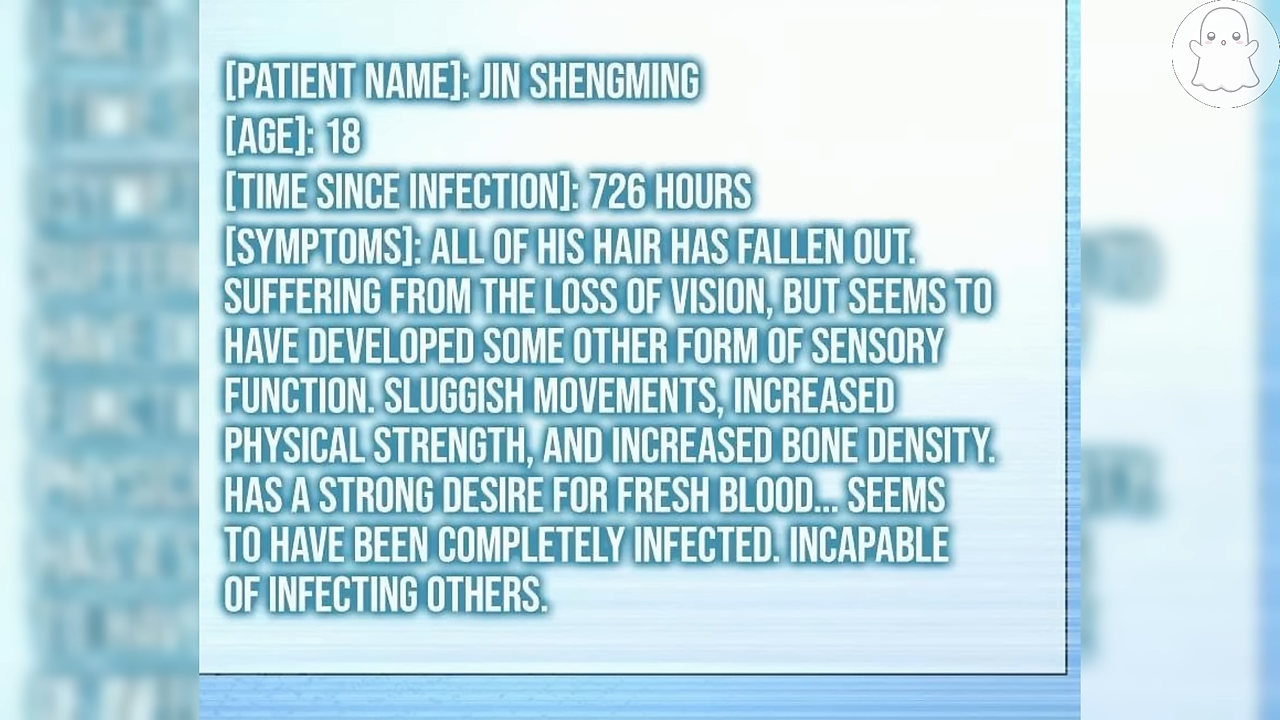 [PATIENT NAME]: JIN SHENGMING
[AGE]: 18
[TIME SINCE INFECTION]: 726 HOURS
[SYMPTOMS]: ALL OF HIS HAIR HAS FALLEN OUT.
SUFFERING FROM THE LOSS OF VISION, BUT SEEMS TO
HAVE DEVELOPED SOME OTHER FORM OF SENSORY
FUNCTION. SLUGGISH MOVEMENTS, INCREASED
PHYSICAL STRENGTH, AND INCREASED BONE DENSITY.
HAS A STRONG DESIRE FOR FRESH BLOOD... SEEMS
TO HAVE BEEN COMPLETELY INFECTED. INCAPABLE
OF INFECTING OTHERS.